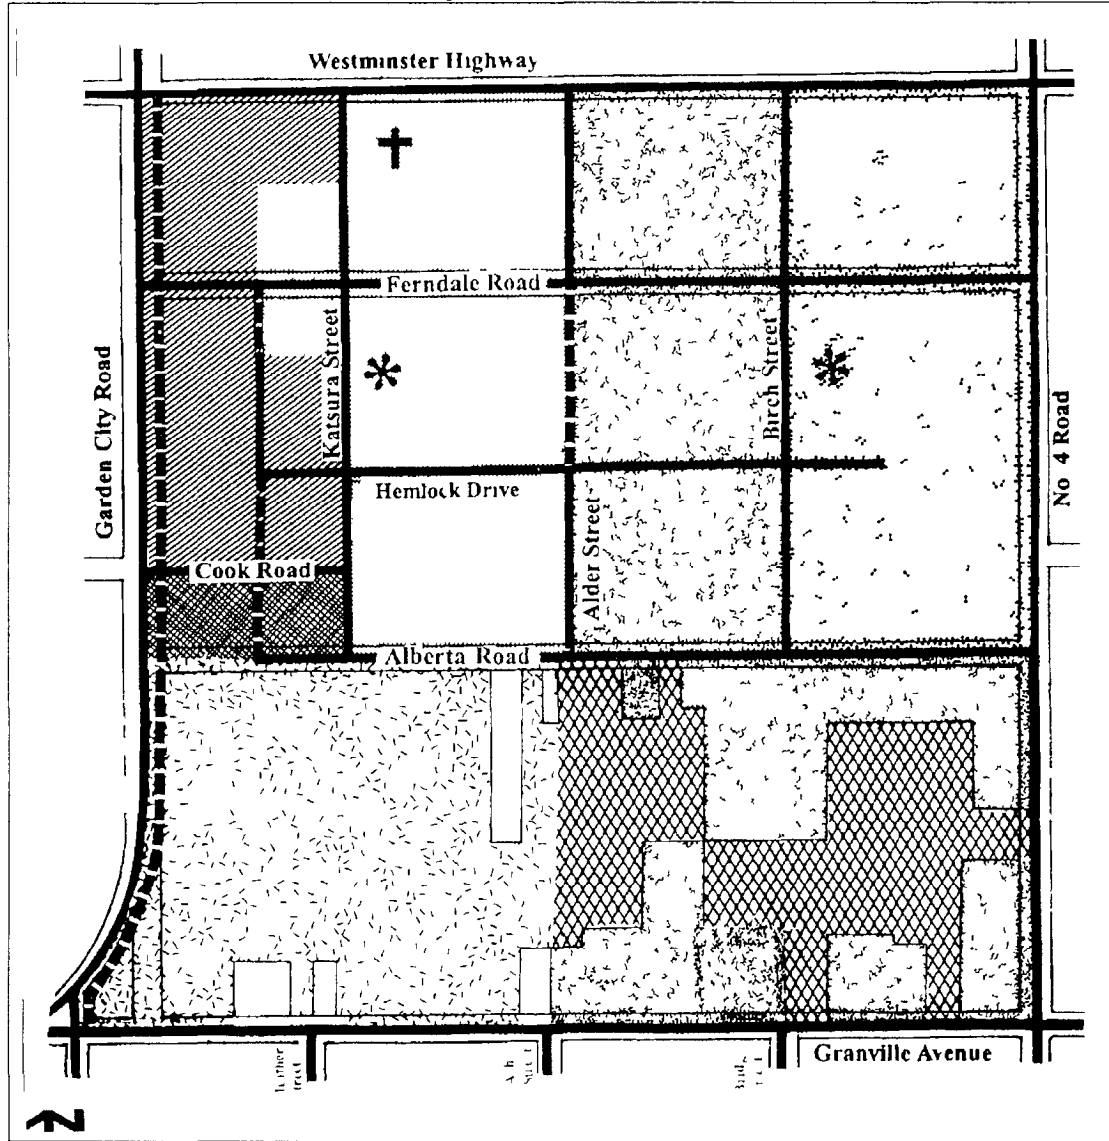 Westminster Highway
Ferndale Road
Katsura Street
Birch Street
Garden City Road
No 4 Road
Hemlock Drive
Alder Street
Cook Road
Alberta Road
Granville Avenue
N